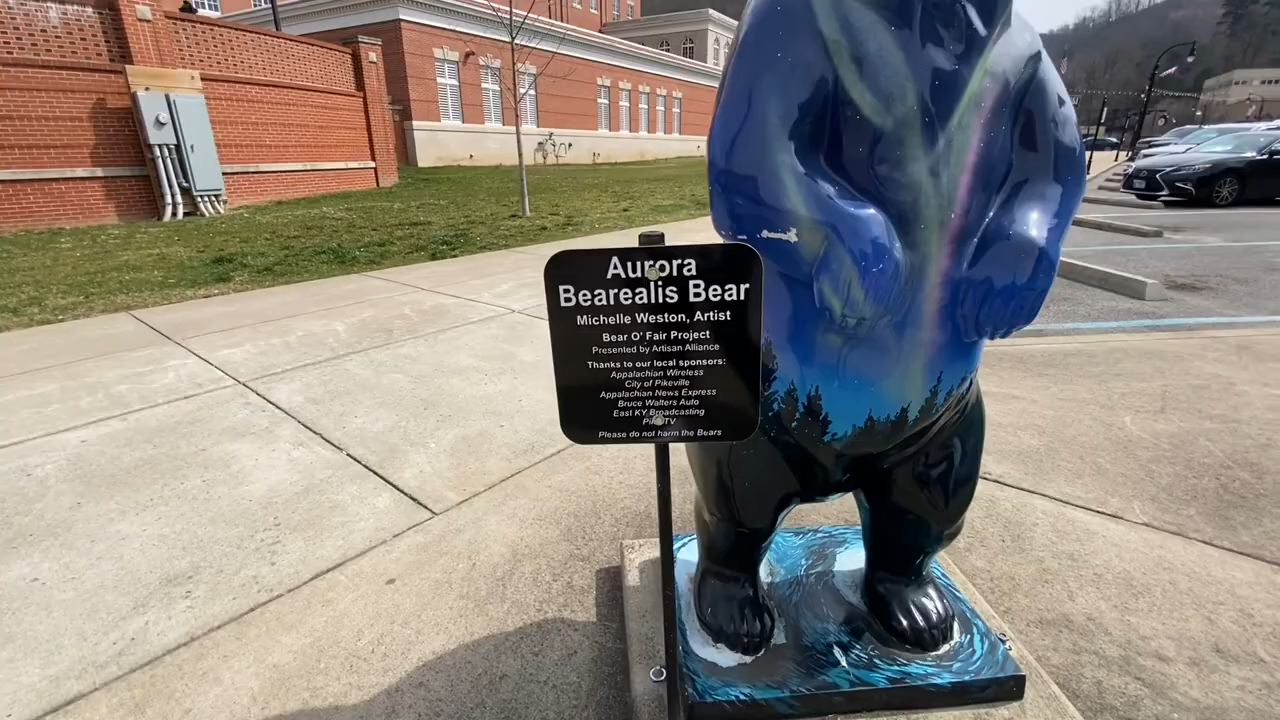 Aurora
Bearealis Bear
Michelle Weston, Artist
Bear O' Fair Project
Presented by Artisan Alliance
Thanks to our local sponsors:
Appalachian Wireless
City of Pikeville
Appalachian News Express
Bruce Walters Auto
East KY Broadcasting
TV
Please do not harm the Bears